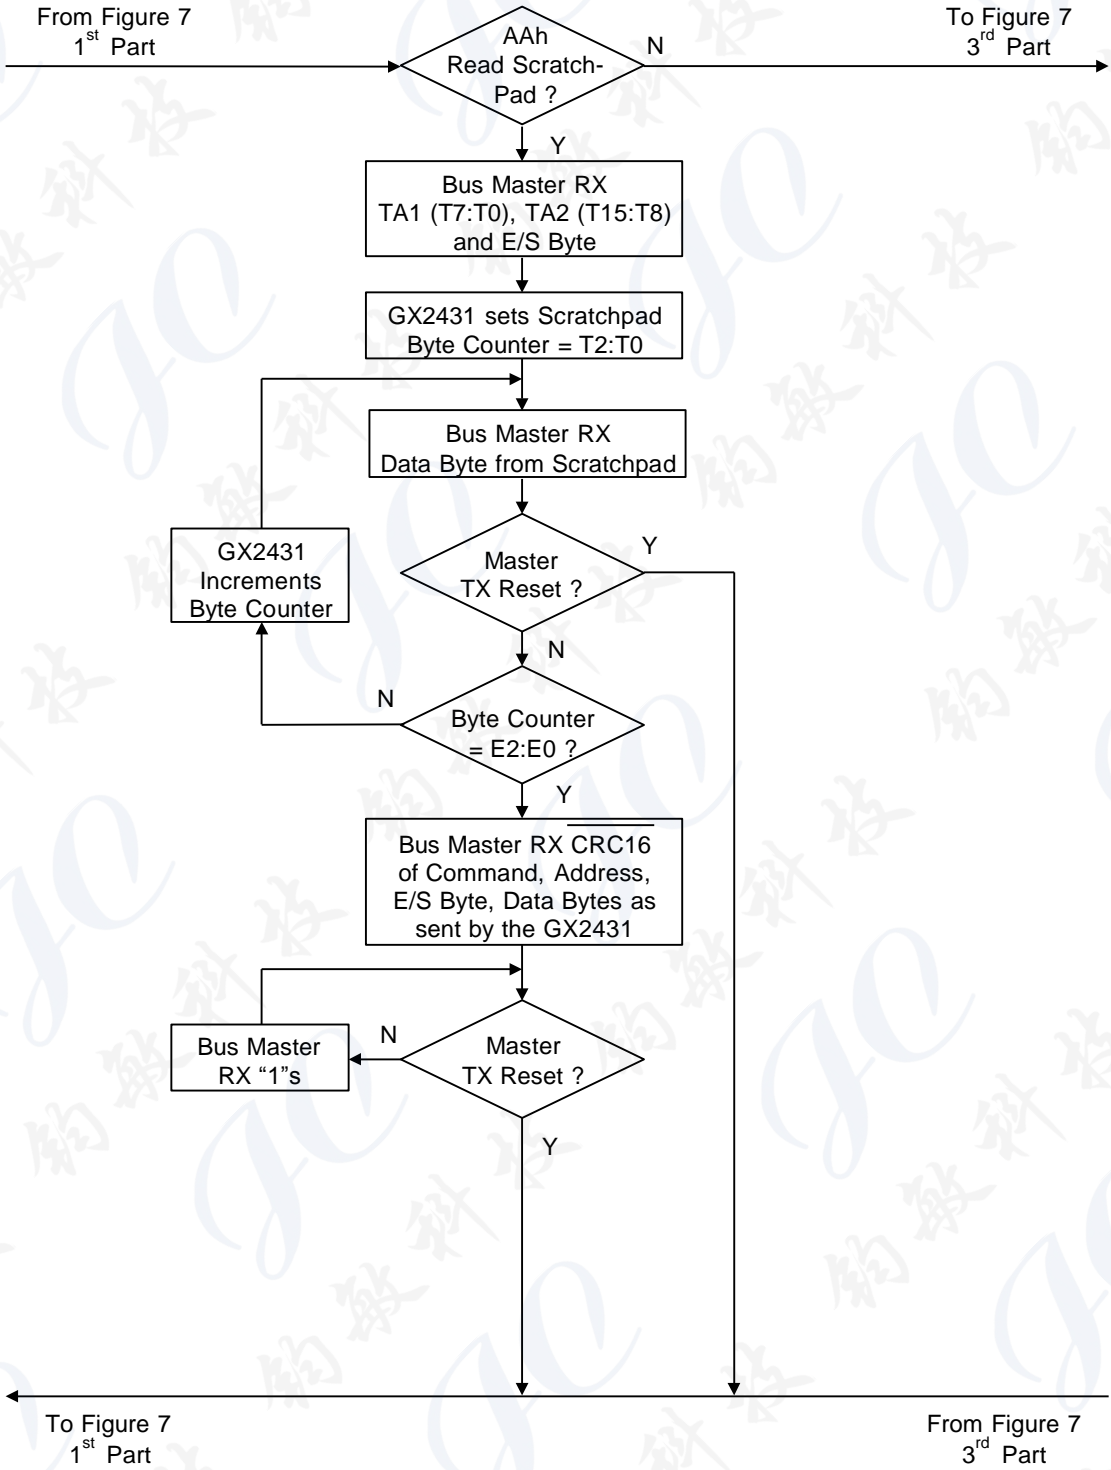 From Figure 7
1st Part
To Figure 7
3rd Part
AAh
Read Scratch-
Pad ?
N
Y
Bus Master RX
TA1 (T7:T0), TA2 (T15:T8)
and E/S Byte
GX2431 sets Scratchpad
Byte Counter = T2:T0
Bus Master RX
Data Byte from Scratchpad
GX2431
Increments
Byte Counter
Master
TX Reset ?
Y
N
N
Byte Counter
= E2:E0 ?
Y
Bus Master RX CRC16
of Command, Address,
E/S Byte, Data Bytes as
sent by the GX2431
Bus Master
RX “1”s
N
Master
TX Reset ?
Y
To Figure 7
1st Part
From Figure 7
3rd Part